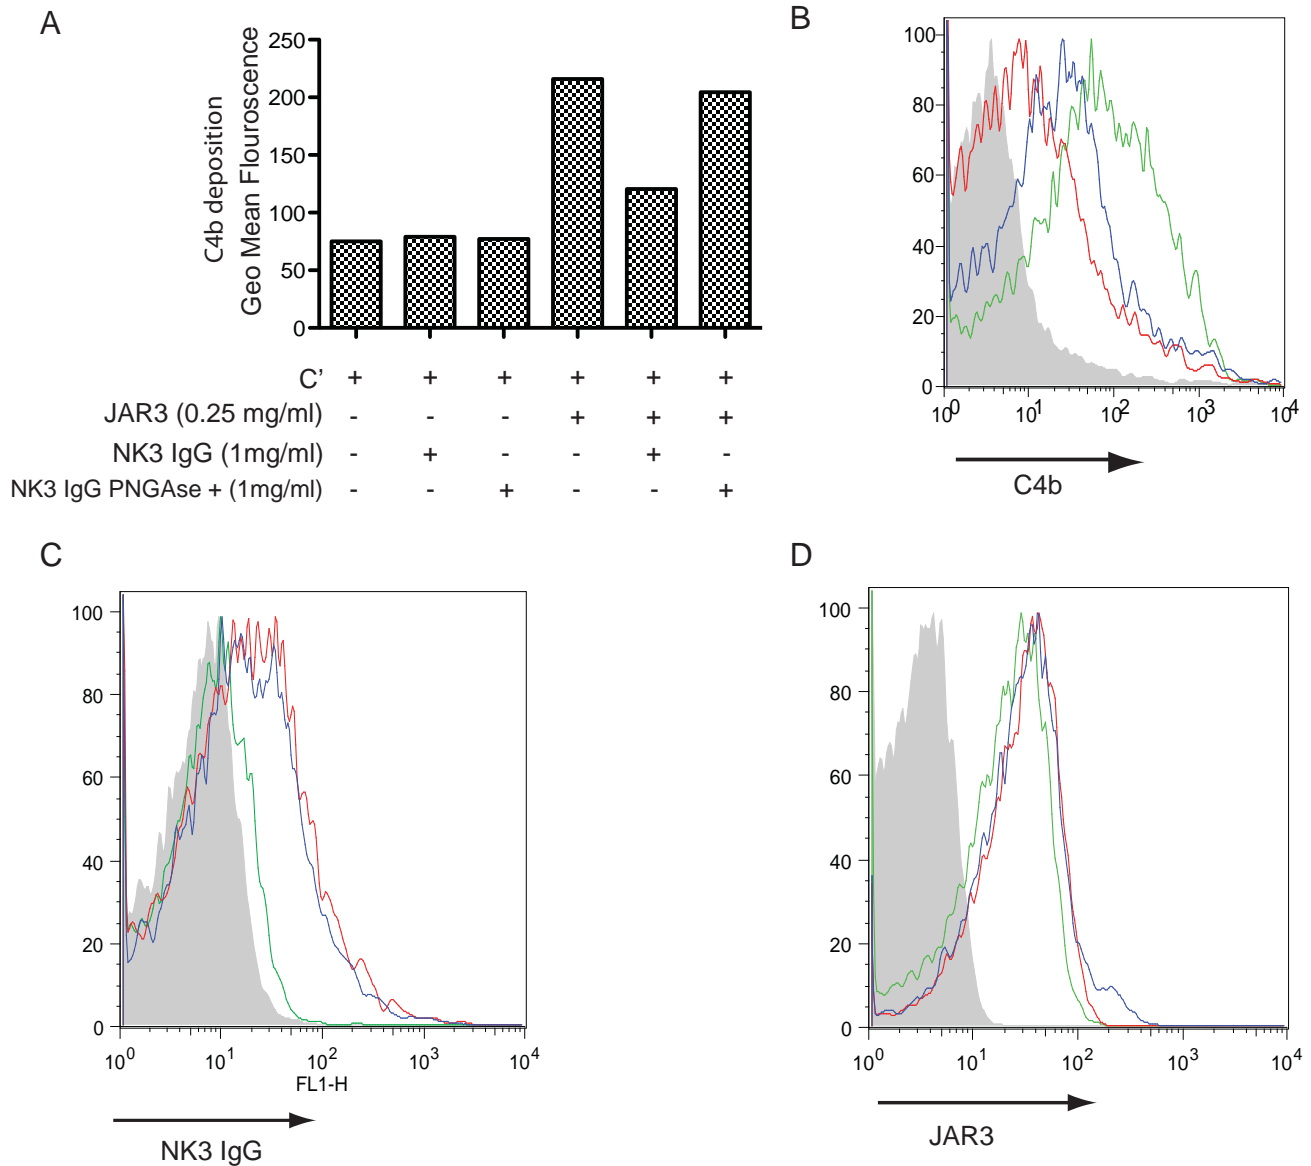 A
250
200
150
100
50
0
C4b deposition
Geo Mean Flouroscence
C' + + + + + +
JAR3 (0.25 mg/ml) - - - + + +
NK3 IgG (1mg/ml) - + - - + -
NK3 IgG PNGAse + (1mg/ml) - - + - - +
B
100
80
60
40
20
0
10^0 10^1 10^2 10^3 10^4
C4b
C
100
80
60
40
20
0
10^0 10^1 10^2 10^3 10^4
FL1-H
NK3 IgG
D
100
80
60
40
20
0
10^0 10^1 10^2 10^3 10^4
JAR3